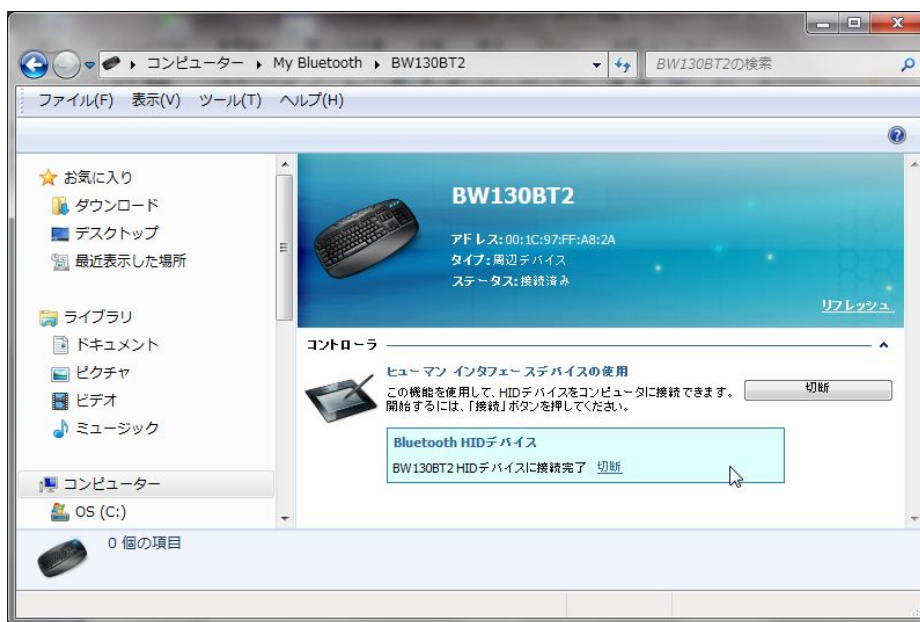 コンピューター ▸ My Bluetooth ▸ BW130BT2
BW130BT2の検索
ファイル(F) 表示(V) ツール(T) ヘルプ(H)
お気に入り
ダウンロード
デスクトップ
最近表示した場所
ライブラリ
ドキュメント
ピクチャ
ビデオ
ミュージック
コンピューター
OS (C:)
BW130BT2
アドレス: 00:1C:97:FF:A8:2A
タイプ: 周辺デバイス
ステータス: 接続済み
リフレッシュ
コントローラ
ヒューマン インタフェースデバイスの使用
この機能を使用して、HIDデバイスをコンピュータに接続できます。
開始するには、「接続」ボタンを押してください。
切断
Bluetooth HIDデバイス
BW130BT2 HIDデバイスに接続完了 切断
0 個の項目